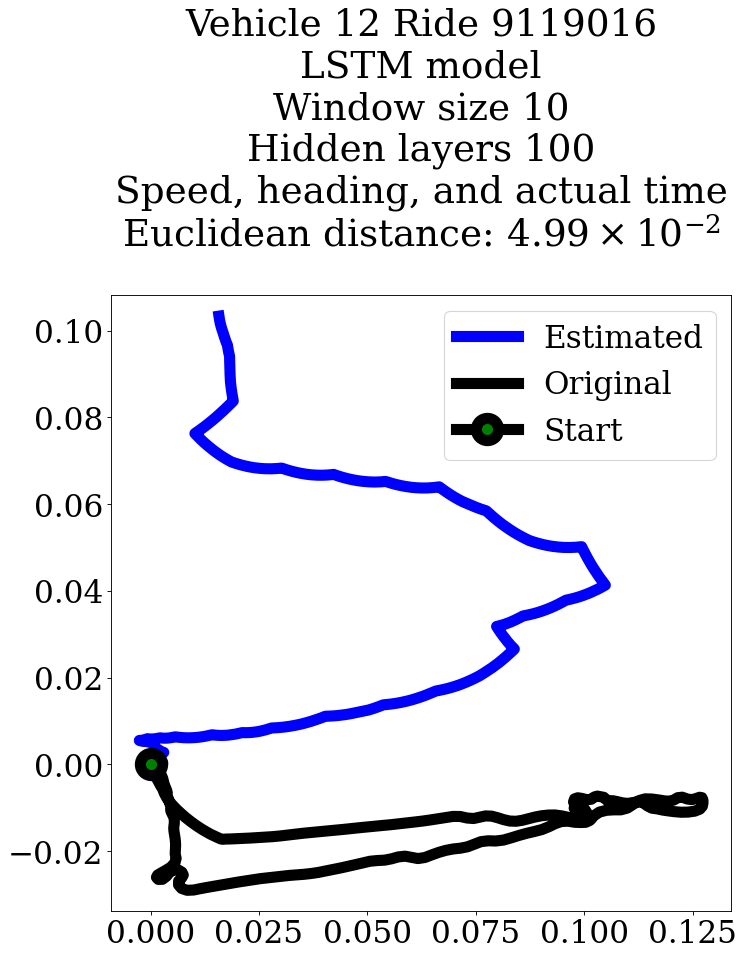 Vehicle 12 Ride 9119016
LSTM model
Window size 10
Hidden layers 100
Speed, heading, and actual time
Euclidean distance: 4.99 × 10⁻²
Estimated
Original
Start
0.10
0.08
0.06
0.04
0.02
0.00
−0.02
0.000 0.025 0.050 0.075 0.100 0.125